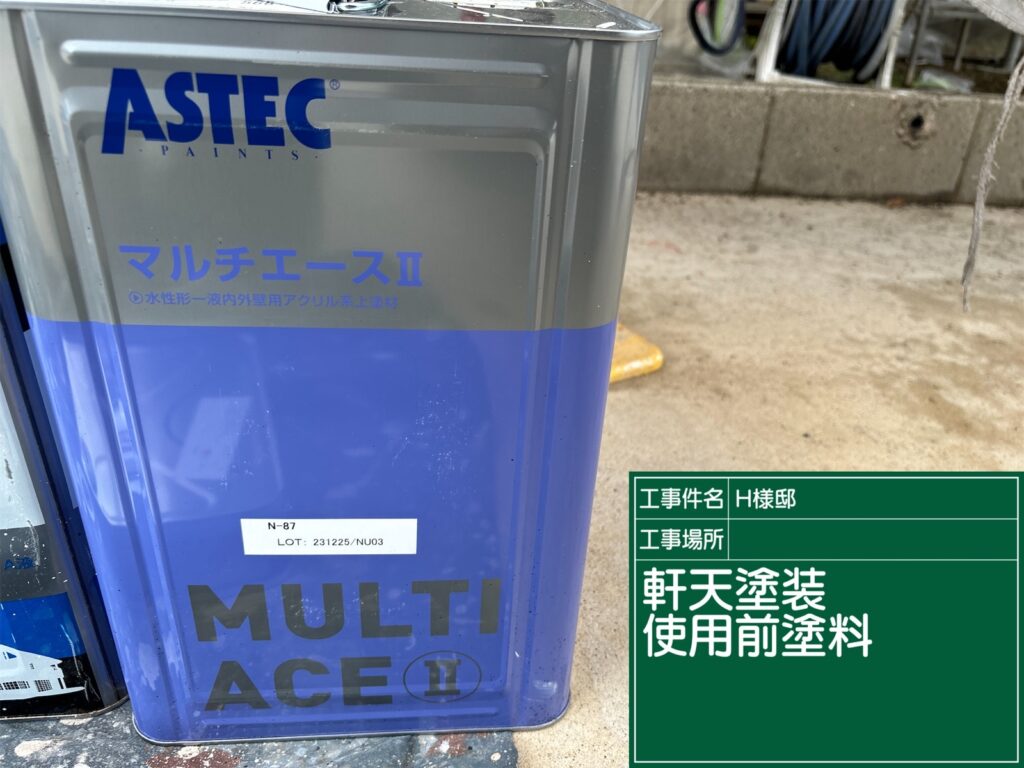 ASTEC®
· PAINTS ·
マルチエースⅡ
水性形一液内外壁用アクリル系上塗材
N-87
LOT: 231225/NU03
MULTI
ACE Ⅱ
A液
工事件名 H様邸
工事場所
軒天塗装
使用前塗料